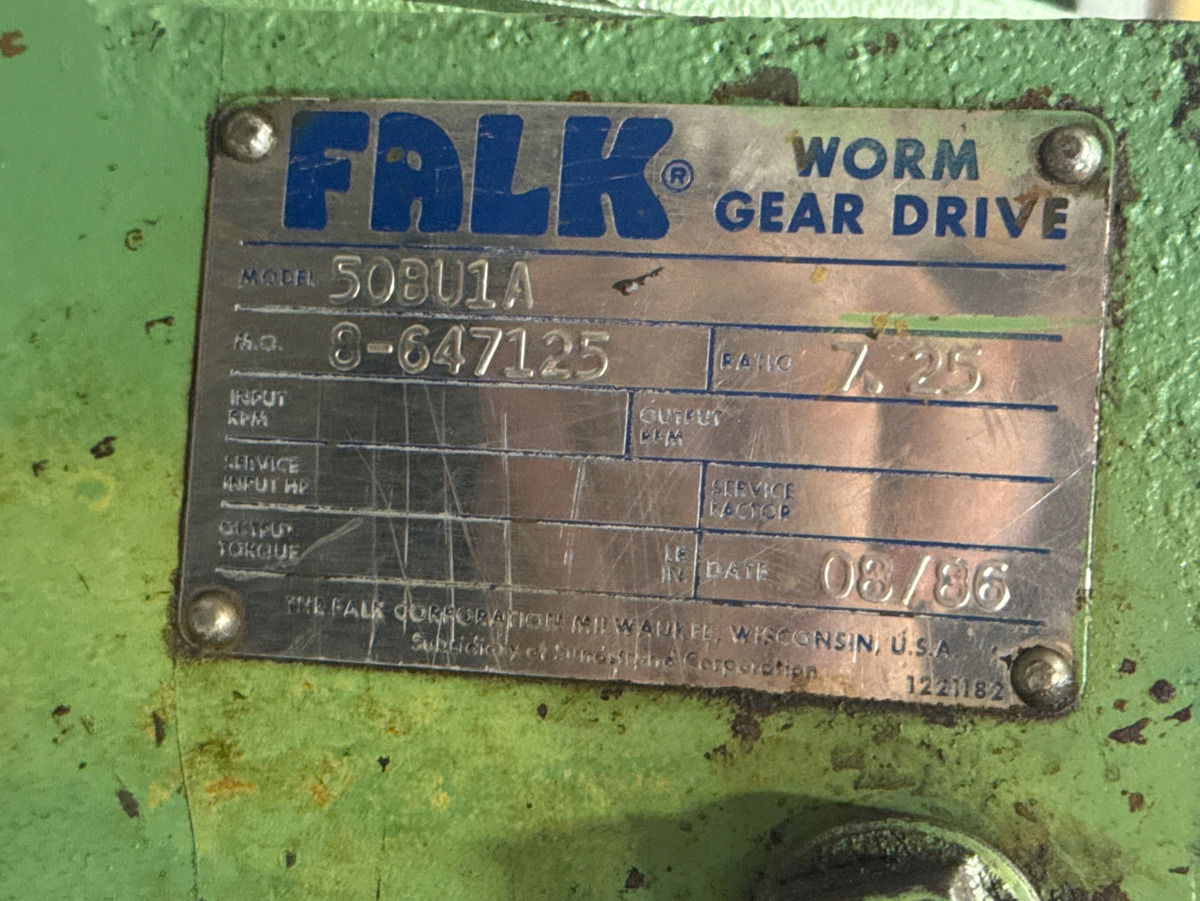 FALK® WORM
GEAR DRIVE
MODEL 50BU1A
M.O. 8-647125 RATIO 7.25
INPUT
RPM
OUTPUT
RPM
SERVICE
INPUT HP
SERVICE
FACTOR
OUTPUT
TORQUE
LB
IN
DATE 08/86
THE FALK CORPORATION MILWAUKEE, WISCONSIN, U.S.A.
Subsidiary of Sundstrand Corporation
1221182